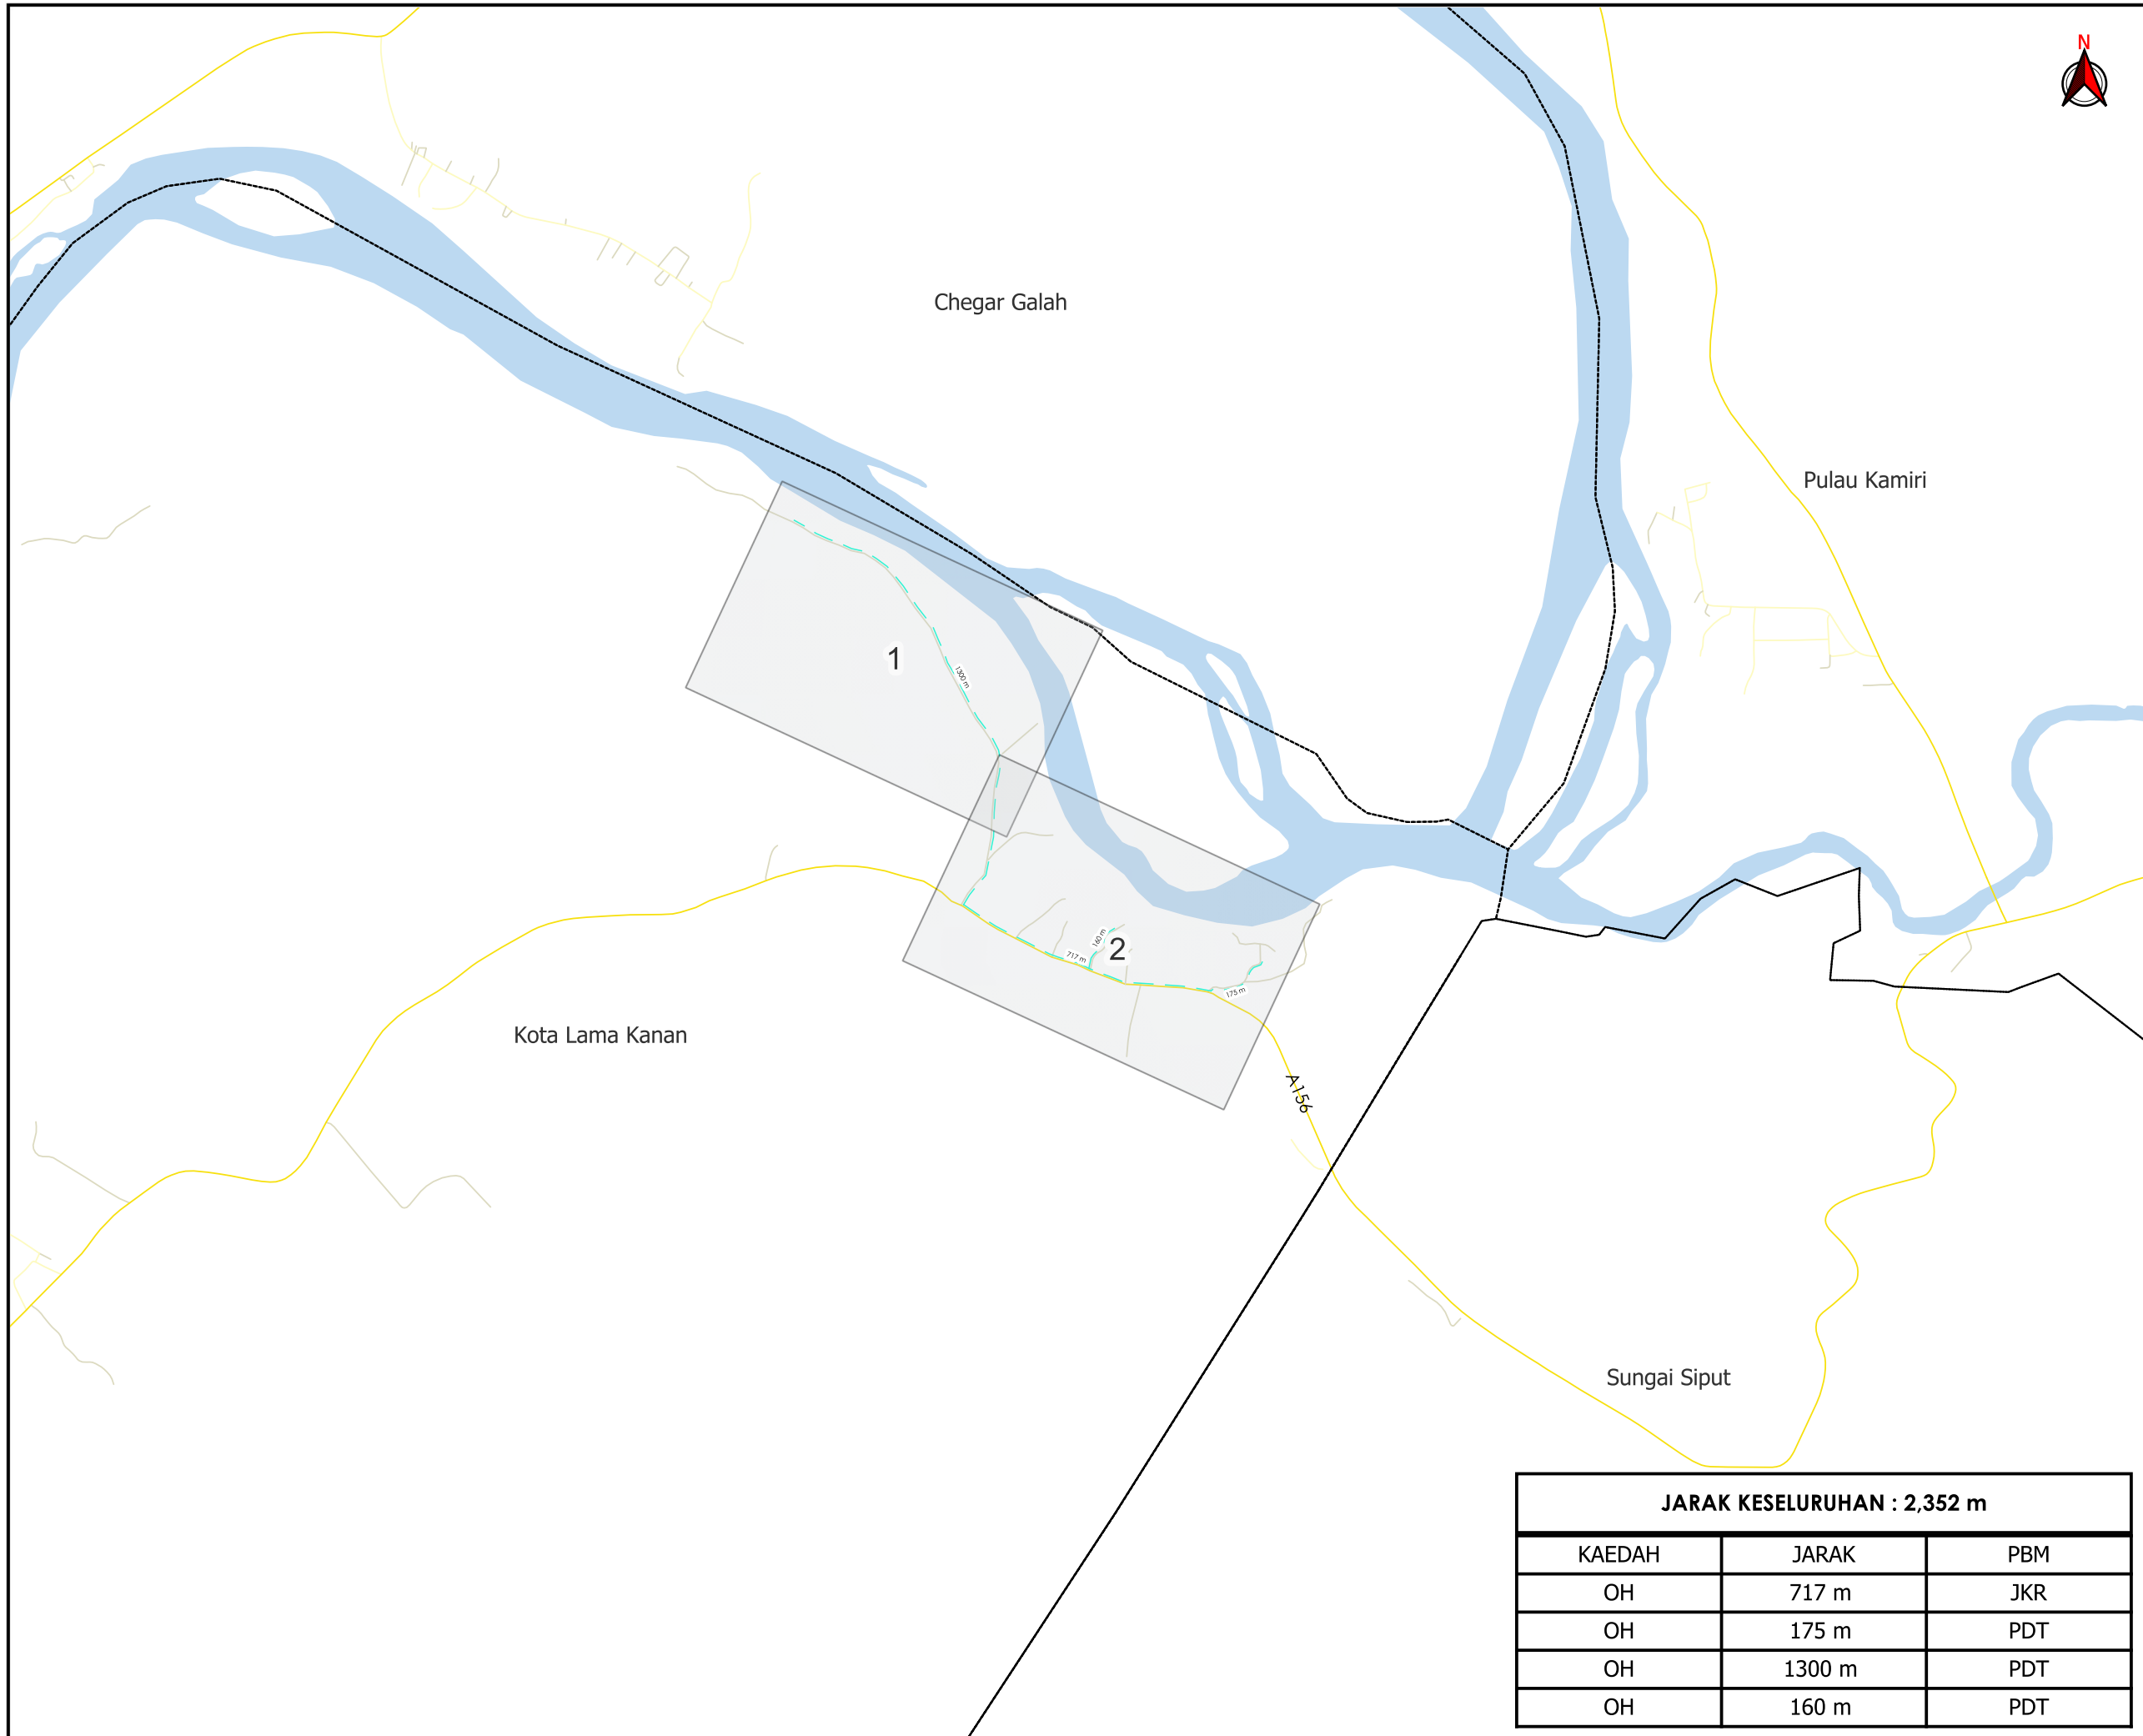 N
Chegar Galah
Pulau Kamiri
1
1300 m
160 m
2
717 m
175 m
Kota Lama Kanan
A156
Sungai Siput
JARAK KESELURUHAN : 2,352 m
KAEDAH JARAK PBM
OH 717 m JKR
OH 175 m PDT
OH 1300 m PDT
OH 160 m PDT